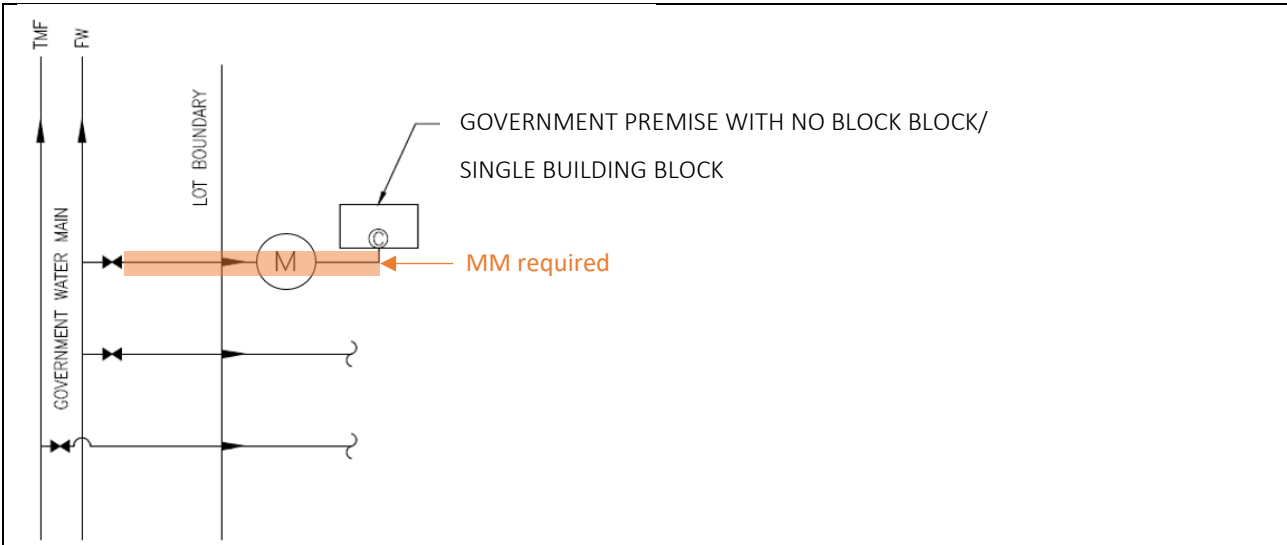 TMF
FW
GOVERNMENT WATER MAIN
LOT BOUNDARY
GOVERNMENT PREMISE WITH NO BLOCK BLOCK/
SINGLE BUILDING BLOCK
C
M
MM required